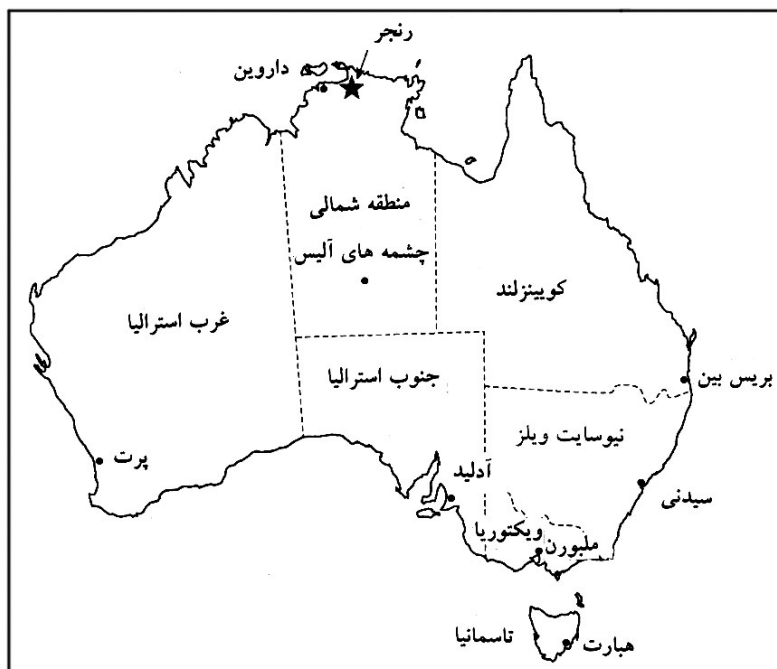 رنجر
داروین
منطقه شمالی
چشمه های آلیس
کویینزلند
غرب استرالیا
جنوب استرالیا
بریس بین
نیوسایت ویلز
پرت
آدلید
سیدنی
ویکتوریا
ملبورن
تاسمانیا
هبارت